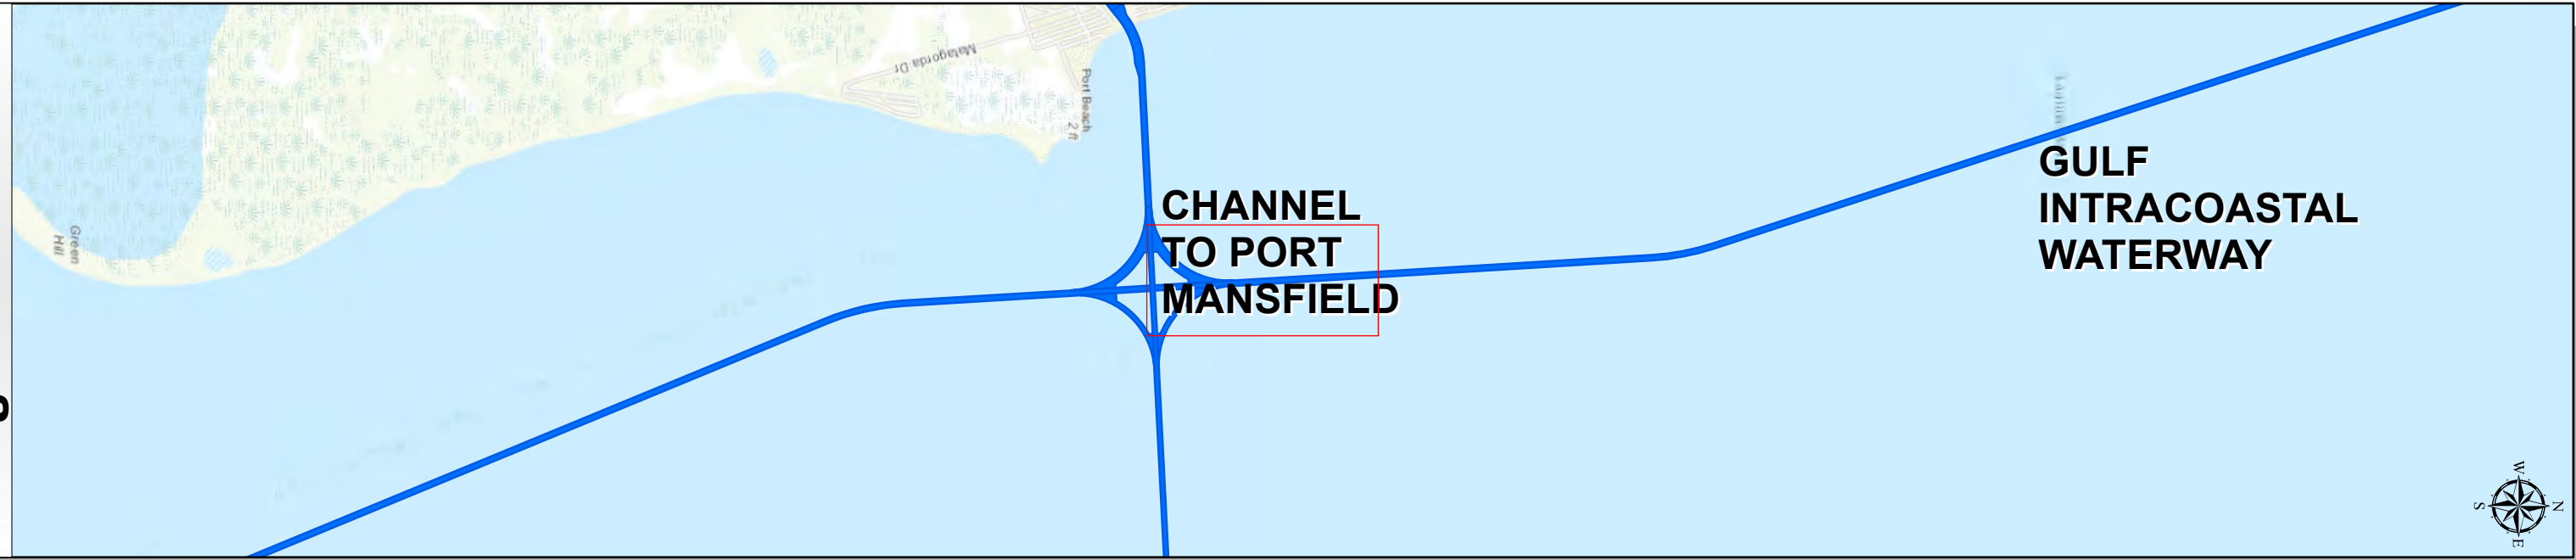 Matagorda Dr
Port Beach
2 ft
Green
Hill
CHANNEL
TO PORT
MANSFIELD
GULF
INTRACOASTAL
WATERWAY
W
S
N
E